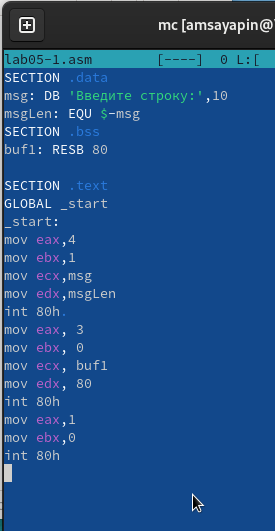 mc [amsayapin@
lab05-1.asm [----] 0 L:[
SECTION .data
msg: DB 'Введите строку:',10
msgLen: EQU $-msg
SECTION .bss
buf1: RESB 80
SECTION .text
GLOBAL _start
_start:
mov eax,4
mov ebx,1
mov ecx,msg
mov edx,msgLen
int 80h
mov eax, 3
mov ebx, 0
mov ecx, buf1
mov edx, 80
int 80h
mov eax,1
mov ebx,0
int 80h